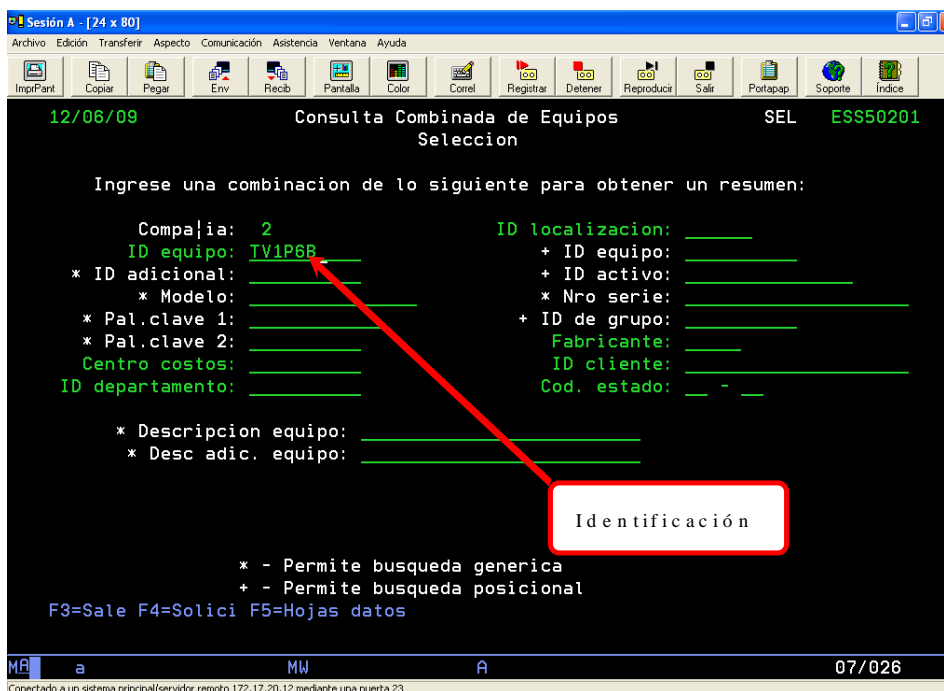 Sesión A - [24 x 80]
Archivo Edición Transferir Aspecto Comunicación Asistencia Ventana Ayuda
ImprPant Copiar Pegar Env Recib Pantalla Color Correl Registrar Detener Reproducir Salir Portapap Soporte Índice
12/06/09 Consulta Combinada de Equipos SEL ESS50201
Seleccion
Ingrese una combinacion de lo siguiente para obtener un resumen:
Compa¦ia: 2 ID localizacion:
ID equipo: TV1P6B + ID equipo:
* ID adicional: + ID activo:
* Modelo: * Nro serie:
* Pal.clave 1: + ID de grupo:
* Pal.clave 2: Fabricante:
Centro costos: ID cliente:
ID departamento: Cod. estado: -
* Descripcion equipo:
* Desc adic. equipo:
Identificación
* - Permite busqueda generica
+ - Permite busqueda posicional
F3=Sale F4=Solici F5=Hojas datos
MA a MW A 07/026
Conectado a un sistema principal/servidor remoto 172.17.20.12 mediante una puerta 23